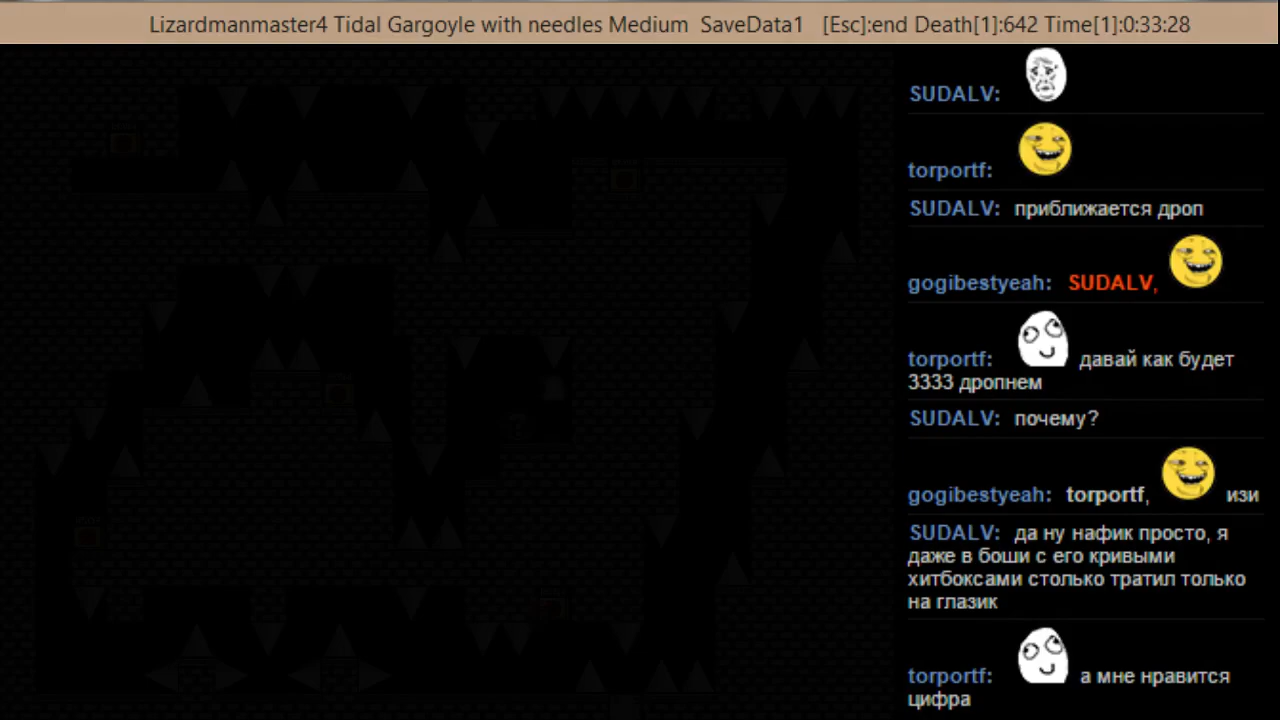 Lizardmanmaster4 Tidal Gargoyle with needles Medium  SaveData1   [Esc]:end Death[1]:642 Time[1]:0:33:28
SUDALV:
torportf:
SUDALV: приближается дроп
gogibestyeah: SUDALV,
torportf: давай как будет
3333 дропнем
SUDALV: почему?
gogibestyeah: torportf, изи
SUDALV: да ну нафик просто, я
даже в боши с его кривыми
хитбоксами столько тратил только
на глазик
torportf: а мне нравится
цифра